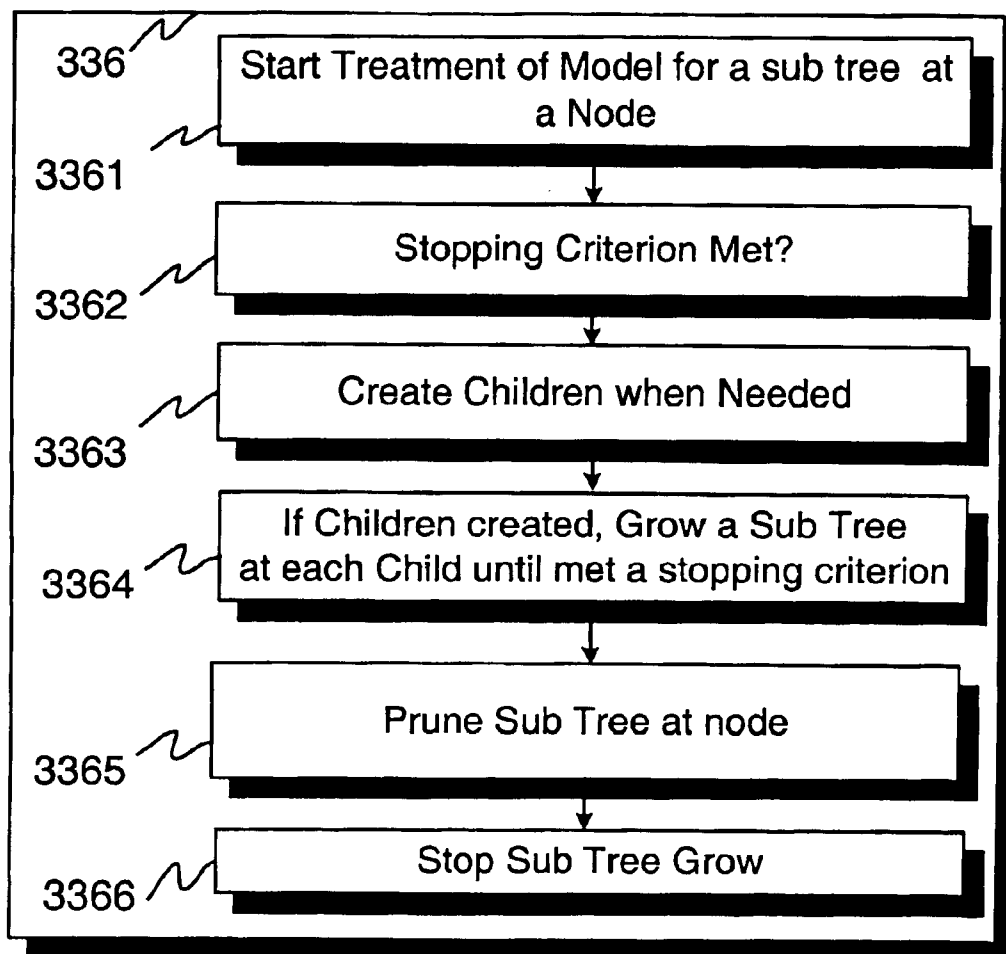 336
Start Treatment of Model for a sub tree at
a Node
3361
Stopping Criterion Met?
3362
Create Children when Needed
3363
If Children created, Grow a Sub Tree
at each Child until met a stopping criterion
3364
Prune Sub Tree at node
3365
Stop Sub Tree Grow
3366